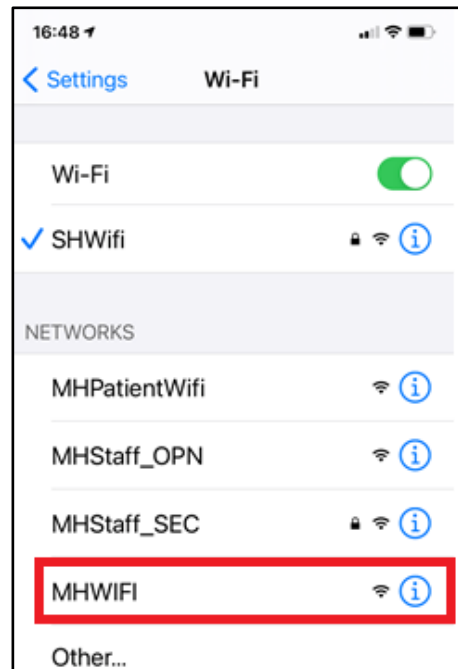 16:48
Settings Wi-Fi
Wi-Fi
SHWifi
NETWORKS
MHPatientWifi
MHStaff_OPN
MHStaff_SEC
MHWIFI
Other...